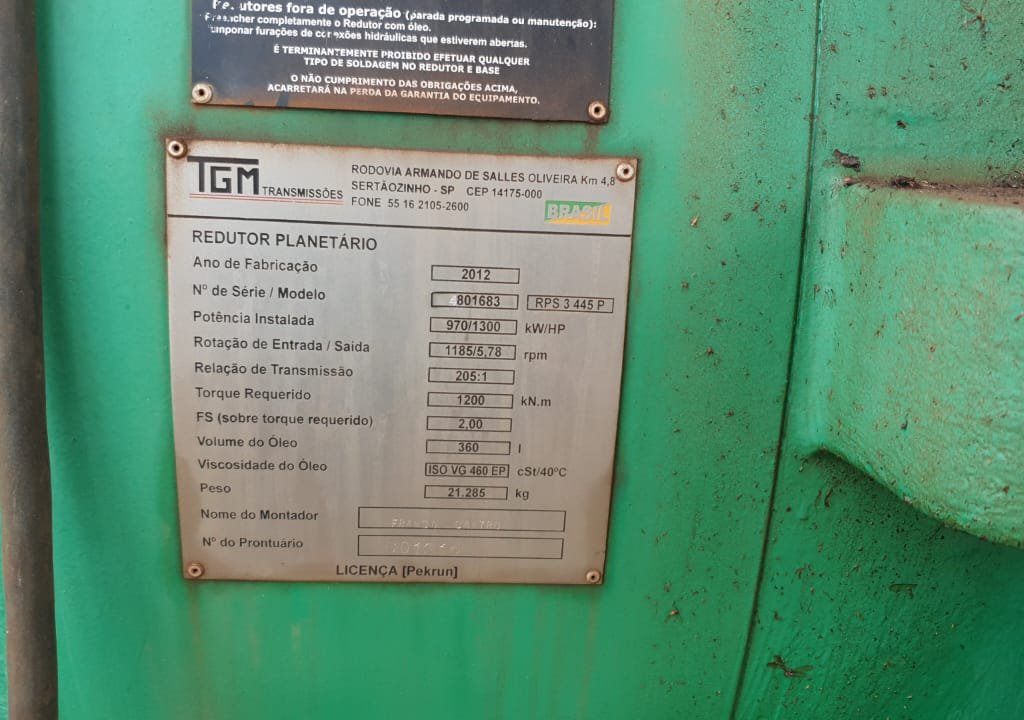 Redutores fora de operação (parada programada ou manutenção):
Preencher completamente o Redutor com óleo.
Tamponar furações de conexões hidráulicas que estiverem abertas.
É TERMINANTEMENTE PROIBIDO EFETUAR QUALQUER
TIPO DE SOLDAGEM NO REDUTOR E BASE
O NÃO CUMPRIMENTO DAS OBRIGAÇÕES ACIMA,
ACARRETARÁ NA PERDA DA GARANTIA DO EQUIPAMENTO.
TGM TRANSMISSÕES
RODOVIA ARMANDO DE SALLES OLIVEIRA Km 4,8
SERTÃOZINHO - SP CEP 14175-000
FONE 55 16 2105-2600
BRASIL
REDUTOR PLANETÁRIO
Ano de Fabricação 2012
Nº de Série / Modelo 4801683 RPS 3 445 P
Potência Instalada 970/1300 kW/HP
Rotação de Entrada / Saida 1185/5,78 rpm
Relação de Transmissão 205:1
Torque Requerido 1200 kN.m
FS (sobre torque requerido) 2,00
Volume do Óleo 360 l
Viscosidade do Óleo ISO VG 460 EP cSt/40ºC
Peso 21.285 kg
Nome do Montador
Nº do Prontuário
LICENÇA [Pekrun]